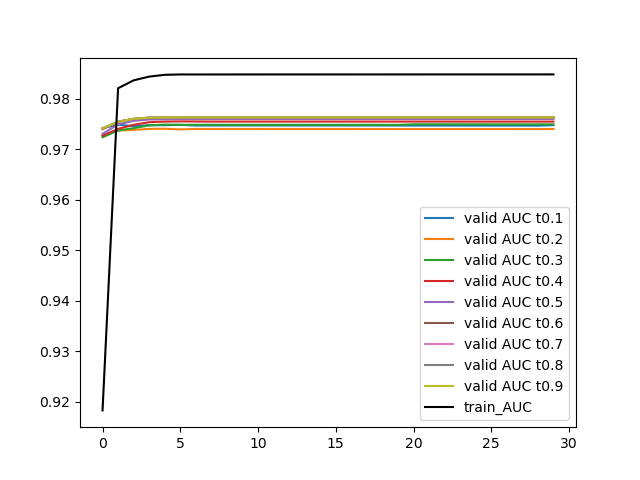 0.98
0.97
0.96
0.95
0.94
0.93
0.92
0
5
10
15
20
25
30
valid AUC t0.1
valid AUC t0.2
valid AUC t0.3
valid AUC t0.4
valid AUC t0.5
valid AUC t0.6
valid AUC t0.7
valid AUC t0.8
valid AUC t0.9
train_AUC